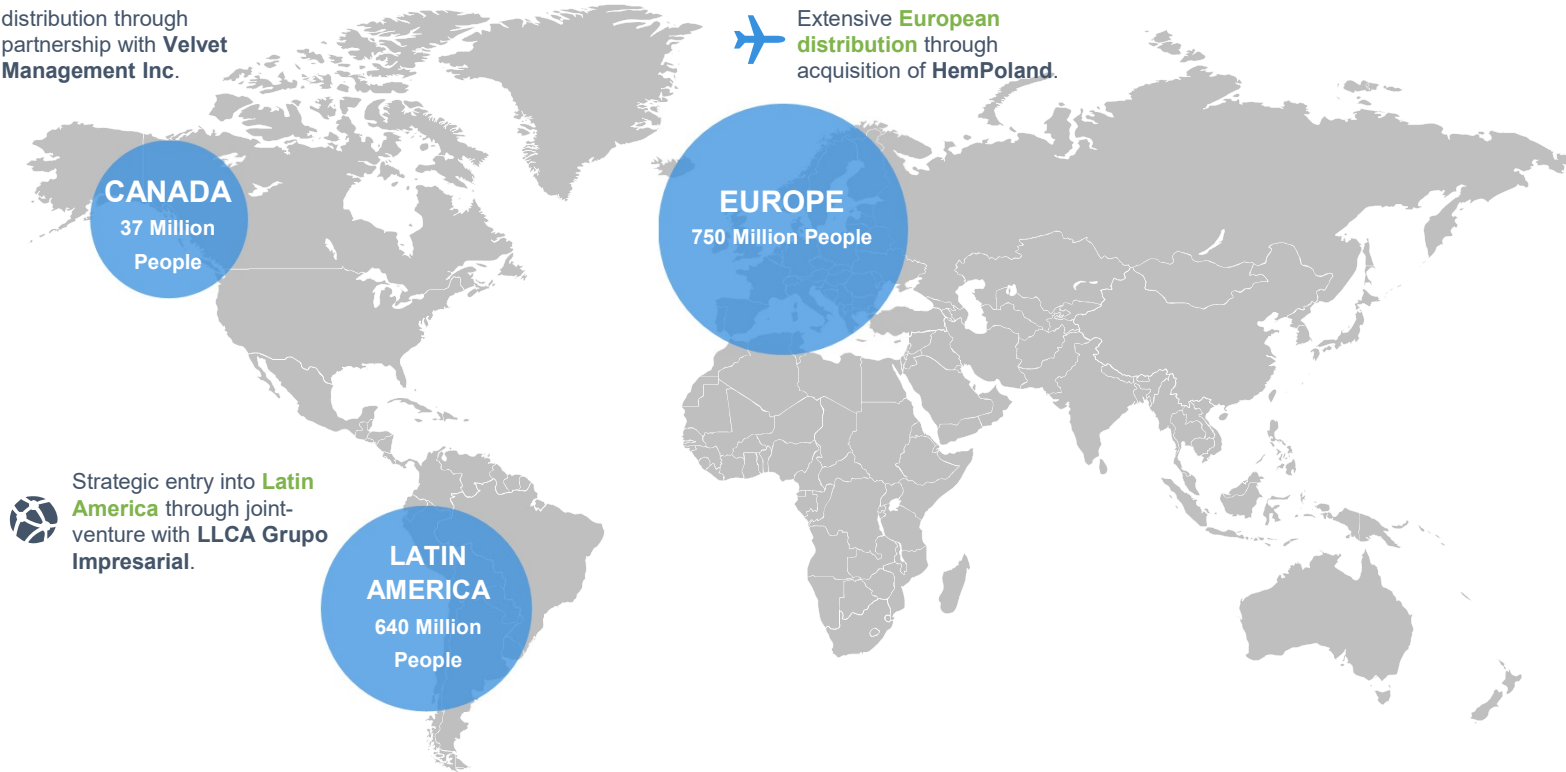 distribution through
partnership with Velvet
Management Inc.
Extensive European
distribution through
acquisition of HemPoland.
CANADA
37 Million
People
EUROPE
750 Million People
Strategic entry into Latin
America through joint-
venture with LLCA Grupo
Impresarial.
LATIN
AMERICA
640 Million
People